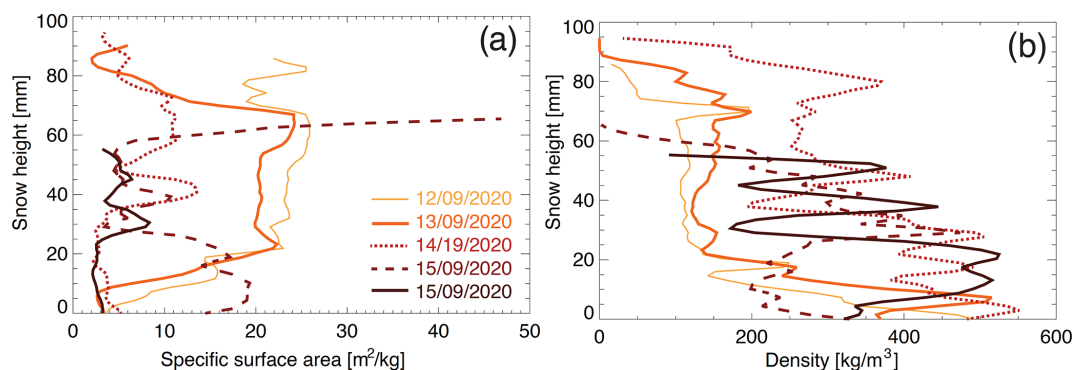 (a)
Snow height [mm]
100
80
60
40
20
0
12/09/2020
13/09/2020
14/19/2020
15/09/2020
15/09/2020
0 10 20 30 40 50
Specific surface area [m²/kg]
(b)
Snow height [mm]
100
80
60
40
20
0
0 200 400 600
Density [kg/m³]